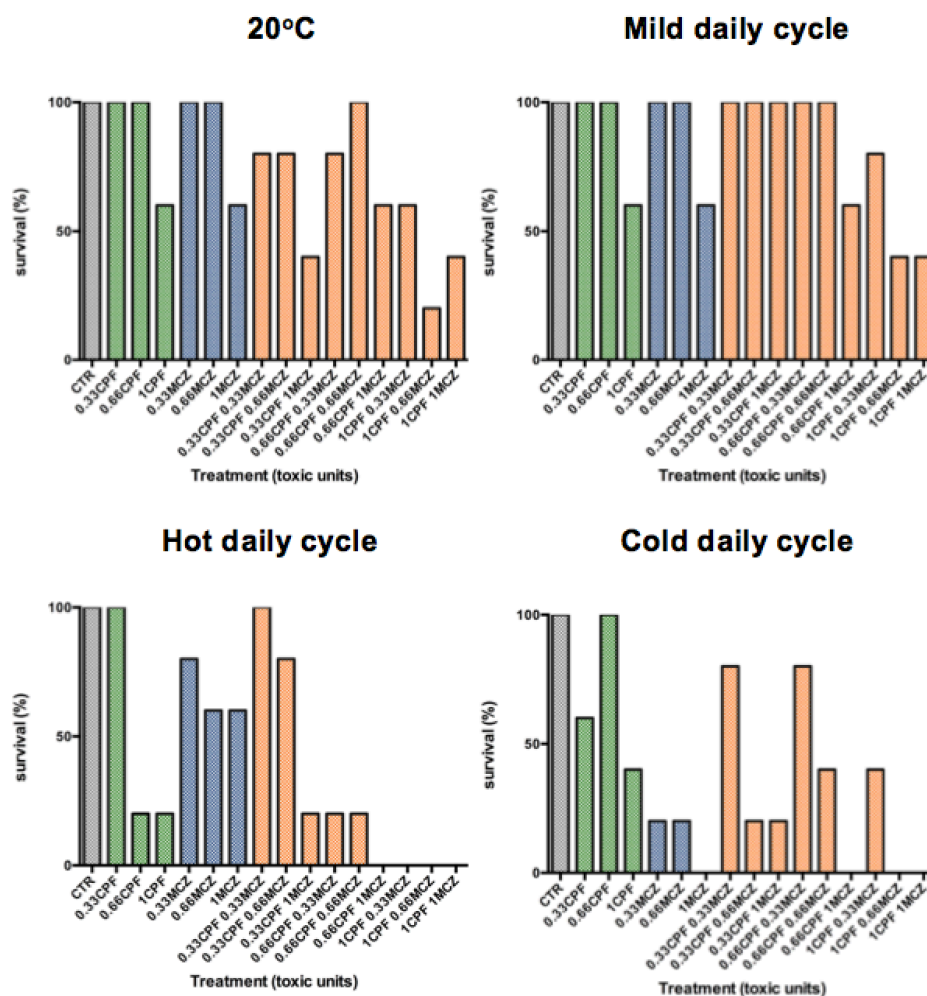 20°C
Mild daily cycle
survival (%)
100
50
0
CTR
0.33CPF
0.66CPF
1CPF
0.33MCZ
0.66MCZ
1MCZ
0.33CPF 0.33MCZ
0.33CPF 0.66MCZ
0.33CPF 1MCZ
0.66CPF 0.33MCZ
0.66CPF 0.66MCZ
0.66CPF 1MCZ
1CPF 0.33MCZ
1CPF 0.66MCZ
1CPF 1MCZ
Treatment (toxic units)
survival (%)
100
50
0
CTR
0.33CPF
0.66CPF
1CPF
0.33MCZ
0.66MCZ
1MCZ
0.33CPF 0.33MCZ
0.33CPF 0.66MCZ
0.33CPF 1MCZ
0.66CPF 0.33MCZ
0.66CPF 0.66MCZ
0.66CPF 1MCZ
1CPF 0.33MCZ
1CPF 0.66MCZ
1CPF 1MCZ
Treatment (toxic units)
Hot daily cycle
Cold daily cycle
survival (%)
100
50
0
CTR
0.33CPF
0.66CPF
1CPF
0.33MCZ
0.66MCZ
1MCZ
0.33CPF 0.33MCZ
0.33CPF 0.66MCZ
0.33CPF 1MCZ
0.66CPF 0.33MCZ
0.66CPF 0.66MCZ
0.66CPF 1MCZ
1CPF 0.33MCZ
1CPF 0.66MCZ
1CPF 1MCZ
Treatment (toxic units)
survival (%)
100
50
0
CTR
0.33CPF
0.66CPF
1CPF
0.33MCZ
0.66MCZ
1MCZ
0.33CPF 0.33MCZ
0.33CPF 0.66MCZ
0.33CPF 1MCZ
0.66CPF 0.33MCZ
0.66CPF 0.66MCZ
0.66CPF 1MCZ
1CPF 0.33MCZ
1CPF 0.66MCZ
1CPF 1MCZ
Treatment (toxic units)